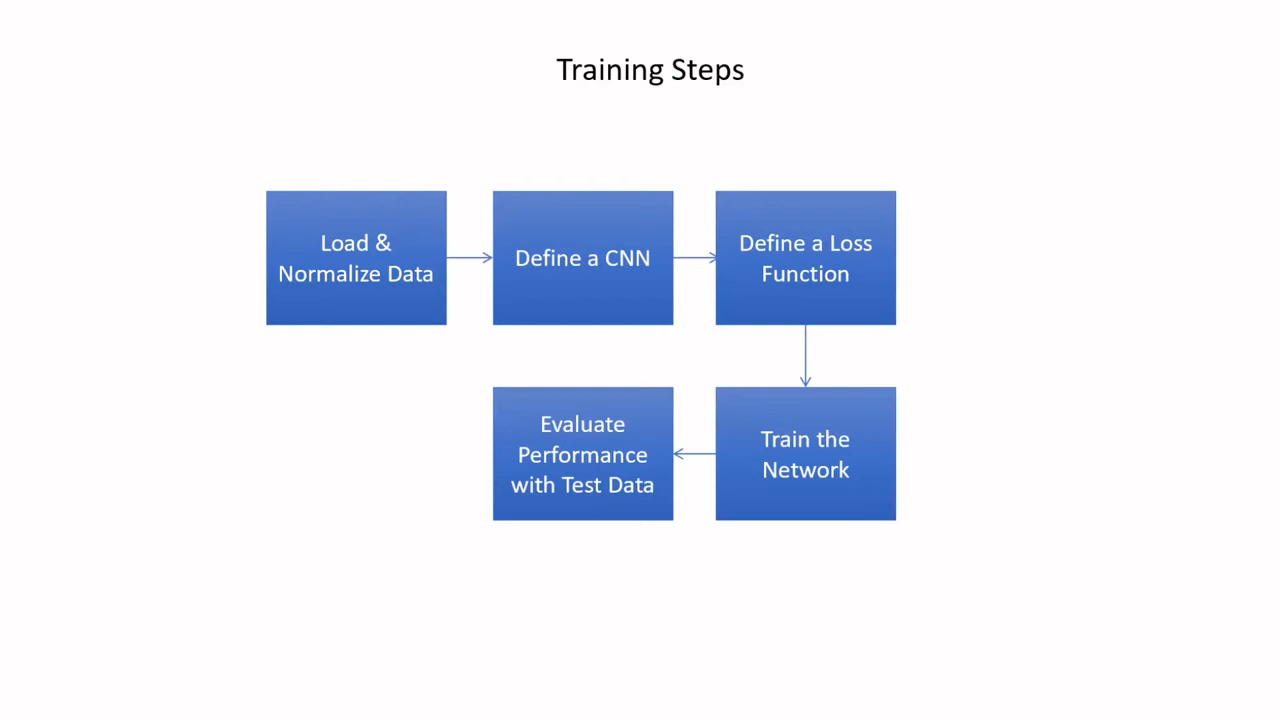 Training Steps
Load &
Normalize Data
Define a CNN
Define a Loss
Function
Train the
Network
Evaluate
Performance
with Test Data